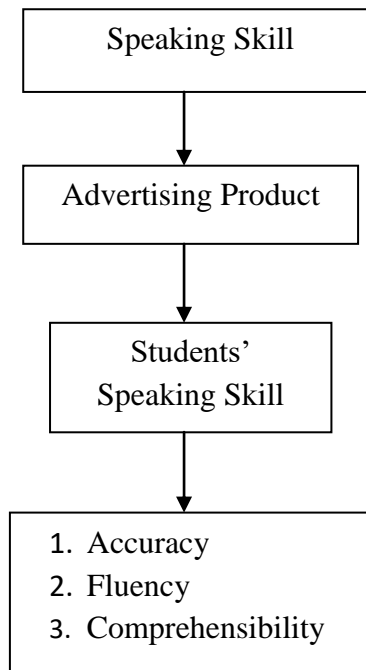 Speaking Skill
Advertising Product
Students’
Speaking Skill
1. Accuracy
2. Fluency
3. Comprehensibility